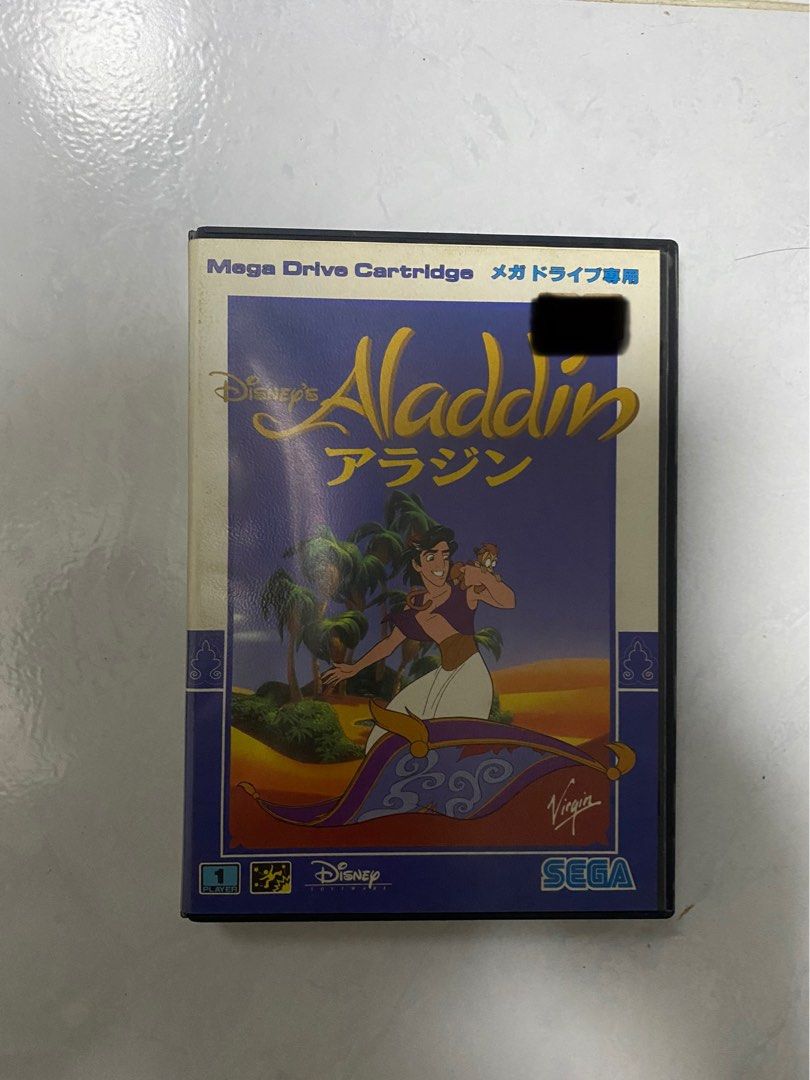 Mega Drive Cartridge メガドライブ専用
Disney's Aladdin
アラジン
Virgin
1 PLAYER
Disney
SOFTWARE
SEGA